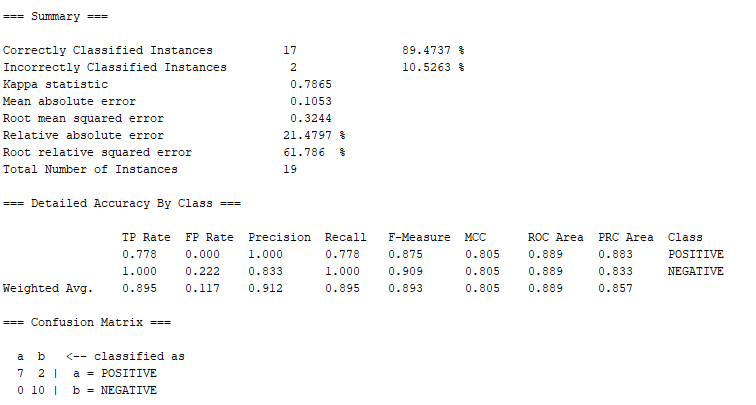 === Summary ===
Correctly Classified Instances 17 89.4737 %
Incorrectly Classified Instances 2 10.5263 %
Kappa statistic 0.7865
Mean absolute error 0.1053
Root mean squared error 0.3244
Relative absolute error 21.4797 %
Root relative squared error 61.786 %
Total Number of Instances 19
=== Detailed Accuracy By Class ===
TP Rate FP Rate Precision Recall F-Measure MCC ROC Area PRC Area Class
0.778 0.000 1.000 0.778 0.875 0.805 0.889 0.883 POSITIVE
1.000 0.222 0.833 1.000 0.909 0.805 0.889 0.833 NEGATIVE
Weighted Avg. 0.895 0.117 0.912 0.895 0.893 0.805 0.889 0.857
=== Confusion Matrix ===
a b <-- classified as
7 2 | a = POSITIVE
0 10 | b = NEGATIVE